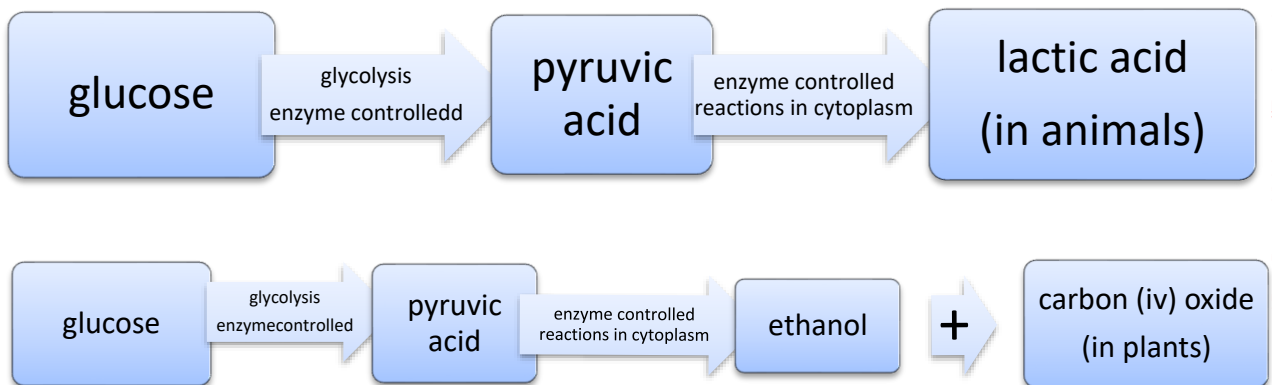 glucose
glycolysis
enzyme controlledd
pyruvic
acid
enzyme controlled
reactions in cytoplasm
lactic acid
(in animals)
glucose
glycolysis
enzymecontrolled
pyruvic
acid
enzyme controlled
reactions in cytoplasm
ethanol
+
carbon (iv) oxide
(in plants)